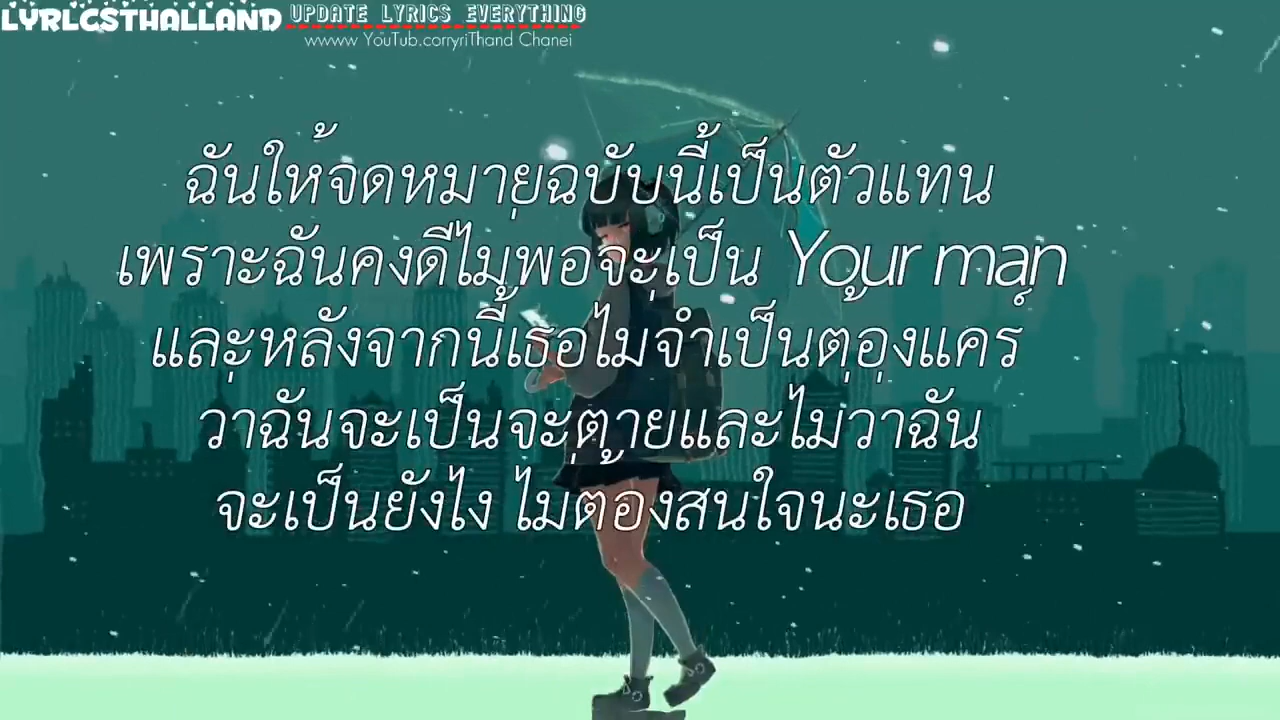 LYRICSTHAILAND UPDATE LYRICS EVERYTHING
ฉันให้จดหมายฉบับนี้เป็นตัวแทน
เพราะฉันคงดีไม่พอจะเป็น Your man
และหลังจากนี้เธอไม่จำเป็นต้องแคร์
ว่าฉันจะเป็นจะตายและไม่ว่าฉัน
จะเป็นยังไง ไม่ต้องสนใจนะเธอ